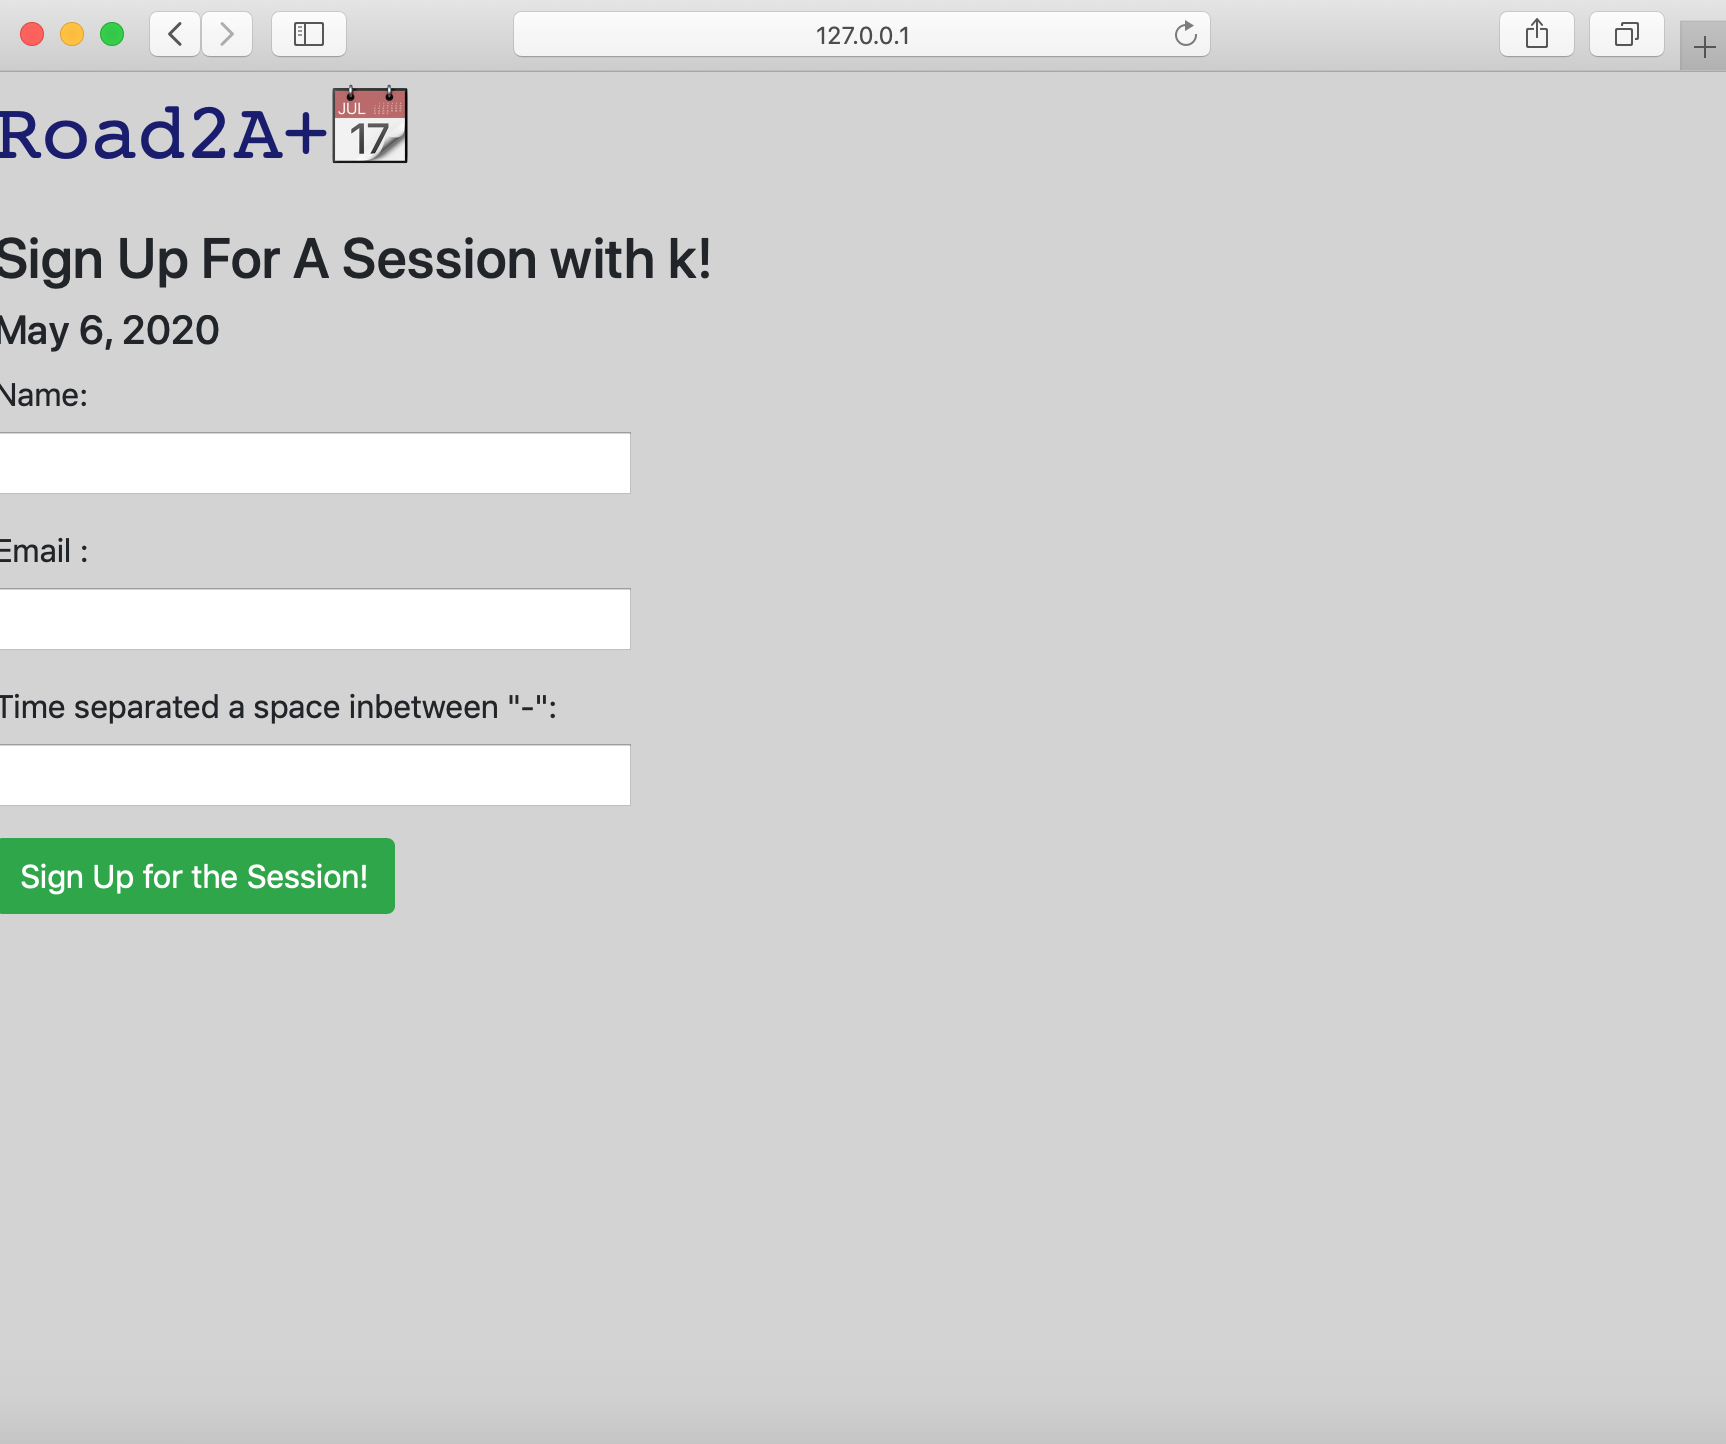 127.0.0.1
Road2A+
JUL
17
Sign Up For A Session with k!
May 6, 2020
Name:
Email :
Time separated a space inbetween "-":
Sign Up for the Session!